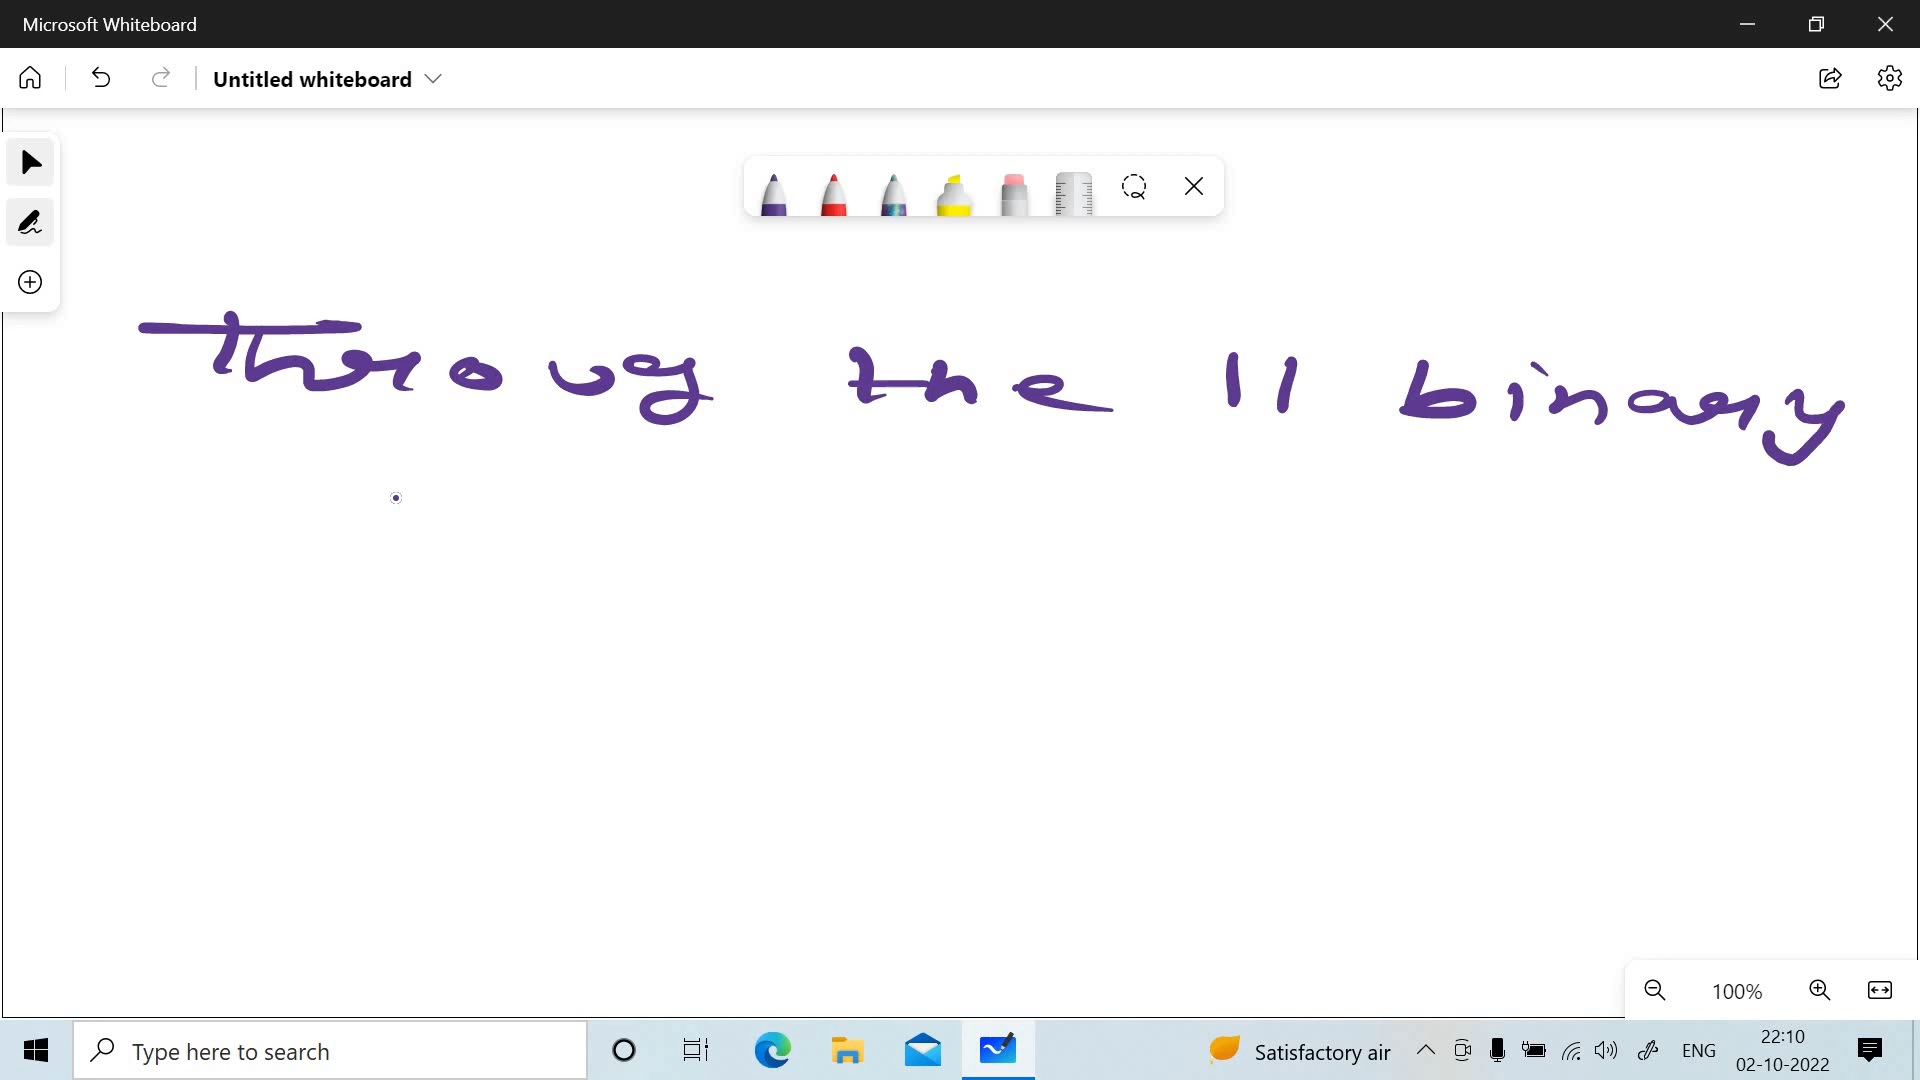 Microsoft Whiteboard
Untitled whiteboard
Theroug the 11 binary
100%
Type here to search
Satisfactory air
ENG
22:10
02-10-2022